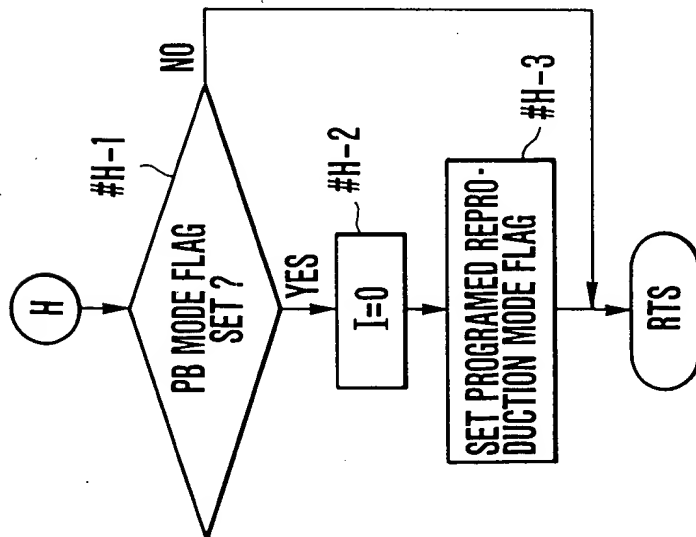 H
#H-1
PB MODE FLAG
SET ?
NO
YES
#H-2
I=0
#H-3
SET PROGRAMED REPRO-
DUCTION MODE FLAG
RTS